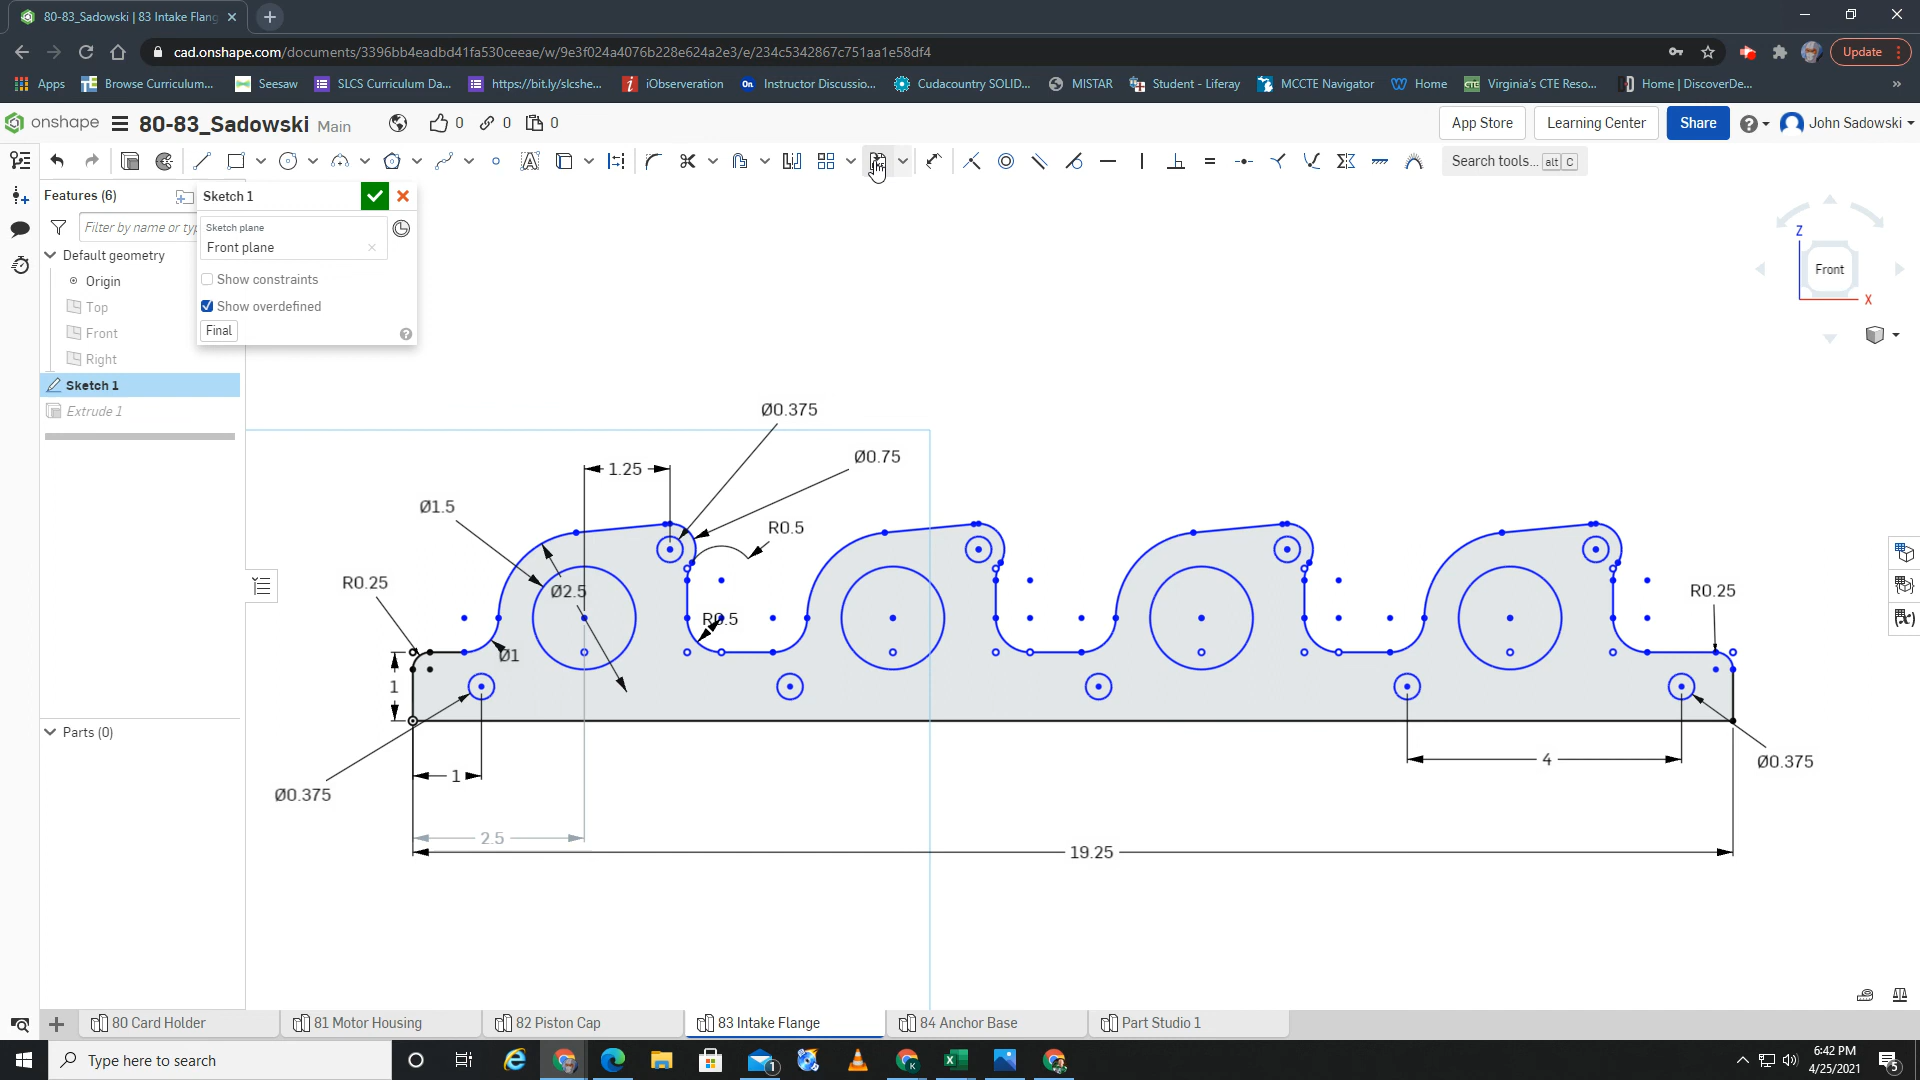 80-83_Sadowski | 83 Intake Flang
cad.onshape.com/documents/3396bb4eadbd41fa530ceeae/w/9e3f024a4076b228e624a2e3/e/234c5342867c751aa1e58df4
Update
Apps
Browse Curriculum...
Seesaw
SLCS Curriculum Da...
https://bit.ly/slcshe...
iObservation
Instructor Discussio...
Cudacountry SOLID...
MISTAR
Student - Liferay
MCCTE Navigator
Home
Virginia's CTE Reso...
Home | DiscoverDe...
onshape
80-83_Sadowski Main
0
0
0
App Store
Learning Center
Share
John Sadowski
Search tools... alt C
Features (6)
Sketch 1
Filter by name or typ
Sketch plane
Front plane
Default geometry
Show constraints
Origin
Show overdefined
Top
Final
Front
Right
Sketch 1
Extrude 1
Parts (0)
Z
Front
X
Ø0.375
1.25
Ø0.75
Ø1.5
R0.5
R0.25
Ø2.5
R0.25
R0.5
Ø1
1
4
Ø0.375
1
Ø0.375
2.5
19.25
80 Card Holder
81 Motor Housing
82 Piston Cap
83 Intake Flange
84 Anchor Base
Part Studio 1
Type here to search
1
6:42 PM
4/25/2021
5